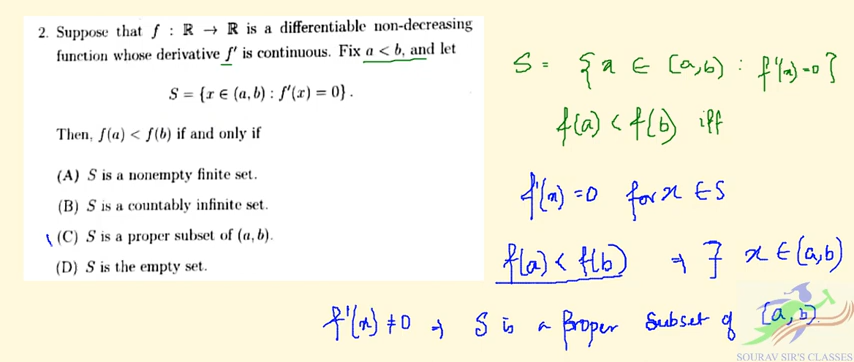 2. Suppose that f : ℝ → ℝ is a differentiable non-decreasing
function whose derivative f' is continuous. Fix a < b, and let
S = {x ∈ (a, b) : f'(x) = 0} .
Then, f(a) < f(b) if and only if
(A) S is a nonempty finite set.
(B) S is a countably infinite set.
(C) S is a proper subset of (a, b).
(D) S is the empty set.
S = { x ∈ (a,b) : f'(x)=0 }
f(a) < f(b) iff
f'(x) = 0 for x ∈ S
f(a) < f(b) ⇒ ∃ x ∈ (a,b)
f'(x) ≠ 0 ⇒ S is a proper subset of (a,b).
SOURAV SIR'S CLASSES